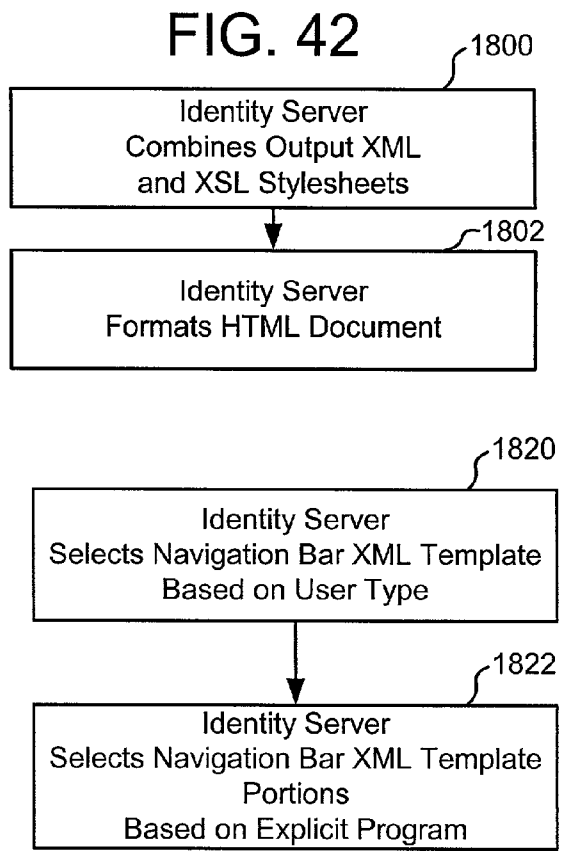 FIG. 42
1800
Identity Server
Combines Output XML
and XSL Stylesheets
1802
Identity Server
Formats HTML Document
1820
Identity Server
Selects Navigation Bar XML Template
Based on User Type
1822
Identity Server
Selects Navigation Bar XML Template
Portions
Based on Explicit Program